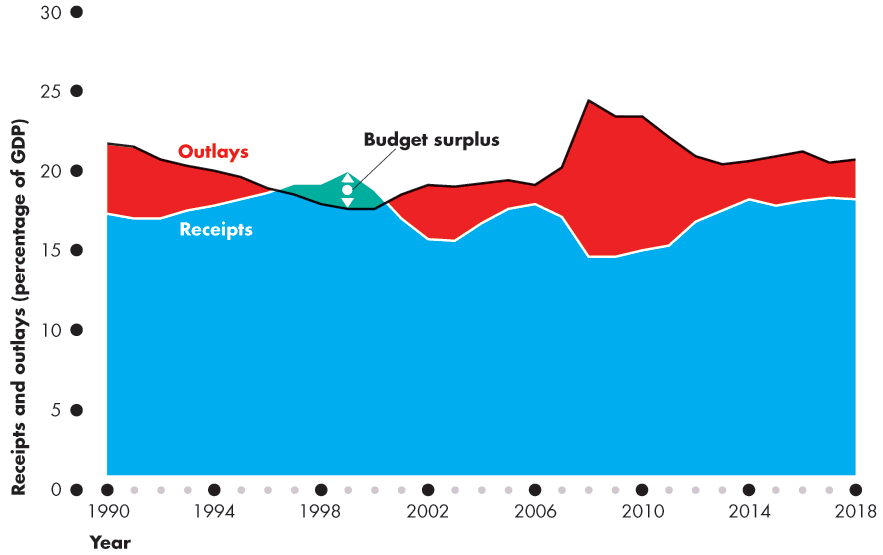 30
25
20
15
10
5
0
Receipts and outlays (percentage of GDP)
Outlays
Budget surplus
Receipts
1990 1994 1998 2002 2006 2010 2014 2018
Year